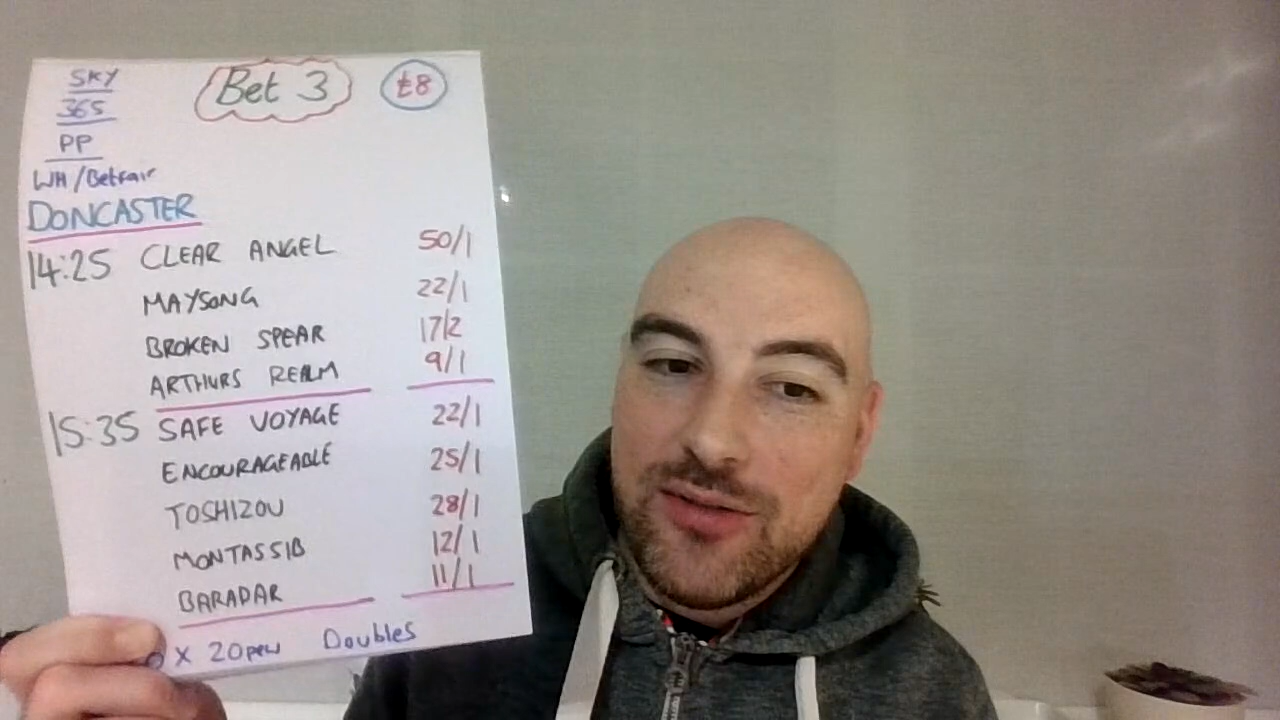 SKY
365
PP
WH/Betfair
Bet 3
£8
DONCASTER
14:25 CLEAR ANGEL 50/1
MAYSONG 22/1
BROKEN SPEAR 17/2
ARTHURS REALM 9/1
15:35 SAFE VOYAGE 22/1
ENCOURAGEABLE 25/1
TOSHIZOU 28/1
MONTASSIB 12/1
BARADAR 11/1
X 20pew Doubles